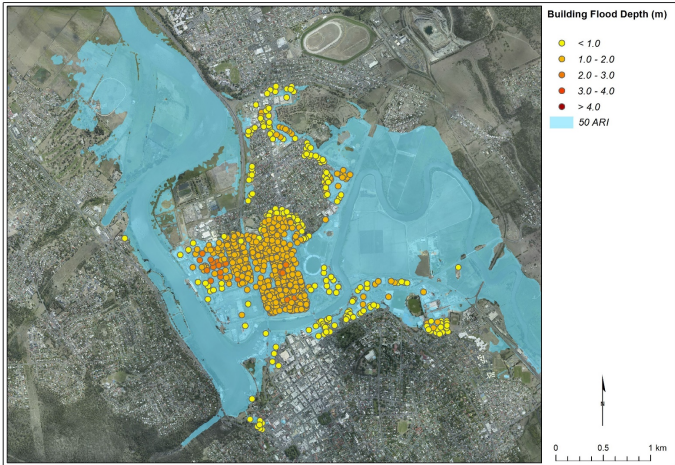 Building Flood Depth (m)
< 1.0
1.0 - 2.0
2.0 - 3.0
3.0 - 4.0
> 4.0
50 ARI
N
0 0.5 1 km